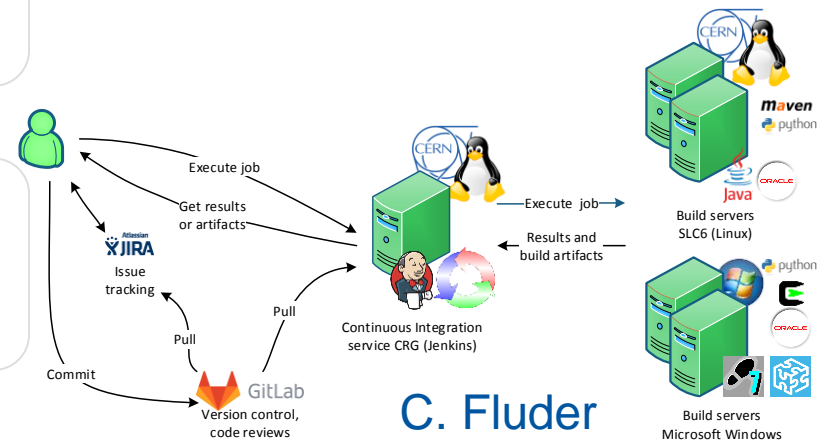 CERN
maven
python
Java
ORACLE
Build servers
SLC6 (Linux)
CERN
Execute job
Get results
or artifacts
Execute job
Results and
build artifacts
Atlassian
JIRA
Issue
tracking
Continuous Integration
service CRG (Jenkins)
python
ORACLE
7
Build servers
Microsoft Windows
Pull
Pull
Commit
GitLab
Version control,
code reviews
C. Fluder